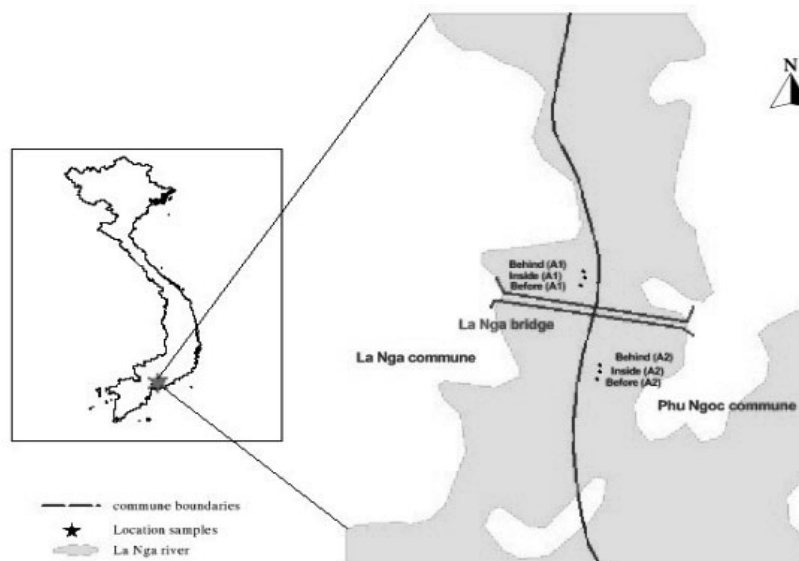 N
Behind (A1)
Inside (A1)
Before (A1)
La Nga bridge
La Nga commune
Behind (A2)
Inside (A2)
Before (A2)
Phu Ngoc commune
commune boundaries
Location samples
La Nga river